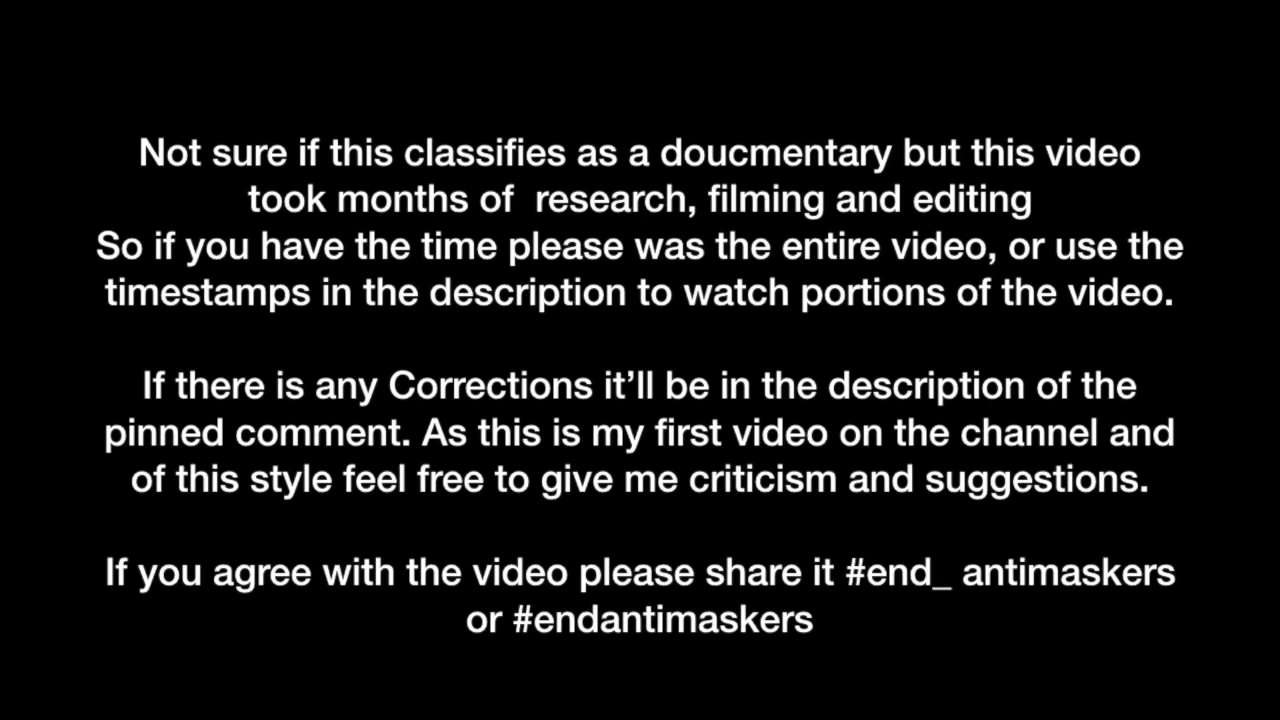 Not sure if this classifies as a doucmentary but this video
took months of  research, filming and editing
So if you have the time please was the entire video, or use the
timestamps in the description to watch portions of the video.
If there is any Corrections it’ll be in the description of the
pinned comment. As this is my first video on the channel and
of this style feel free to give me criticism and suggestions.
If you agree with the video please share it #end_ antimaskers
or #endantimaskers